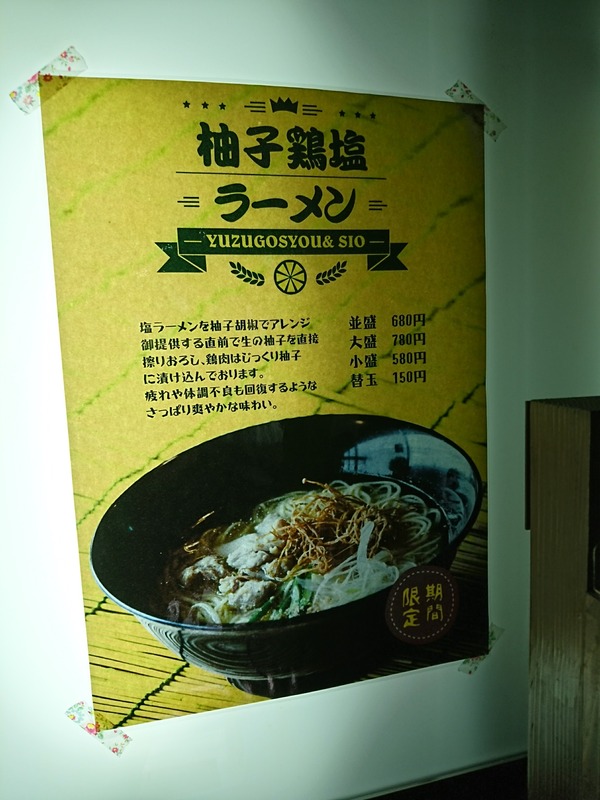 柚子鶏塩
ラーメン
YUZUGOSYOU& SIO
塩ラーメンを柚子胡椒でアレンジ
御提供する直前で生の柚子を直接
擦りおろし、鶏肉はじっくり柚子
に漬け込んでおります。
疲れや体調不良も回復するような
さっぱり爽やかな味わい。
並盛 680円
大盛 780円
小盛 580円
替玉 150円
期間
限定